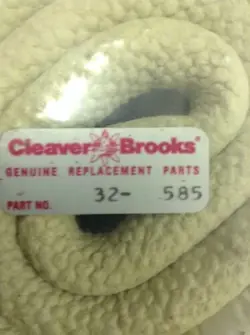 Cleaver Brooks®
GENUINE REPLACEMENT PARTS
PART NO. 32- 585